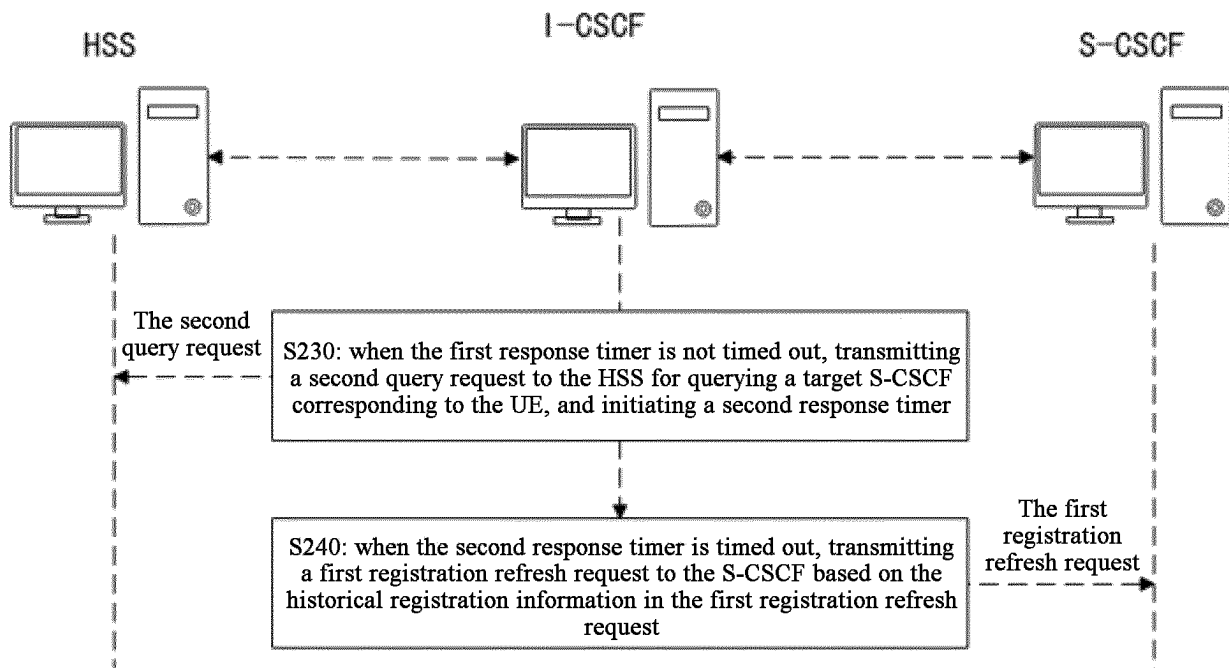 HSS
I-CSCF
S-CSCF
The second
query request
S230: when the first response timer is not timed out, transmitting
a second query request to the HSS for querying a target S-CSCF
corresponding to the UE, and initiating a second response timer
S240: when the second response timer is timed out, transmitting
a first registration refresh request to the S-CSCF based on the
historical registration information in the first registration refresh
request
The first
registration
refresh request